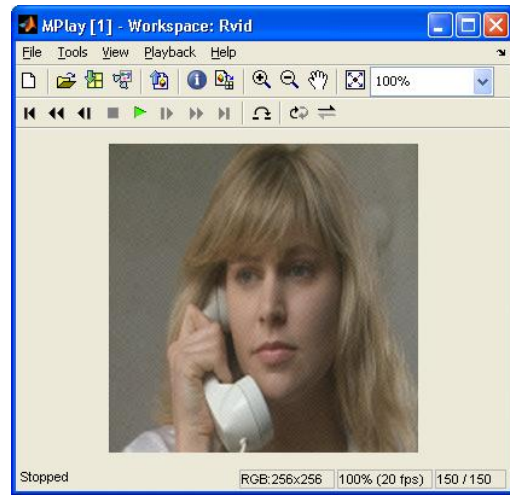 MPlay [1] - Workspace: Rvid
File Tools View Playback Help
100%
Stopped
RGB:256x256 100% (20 fps) 150 / 150